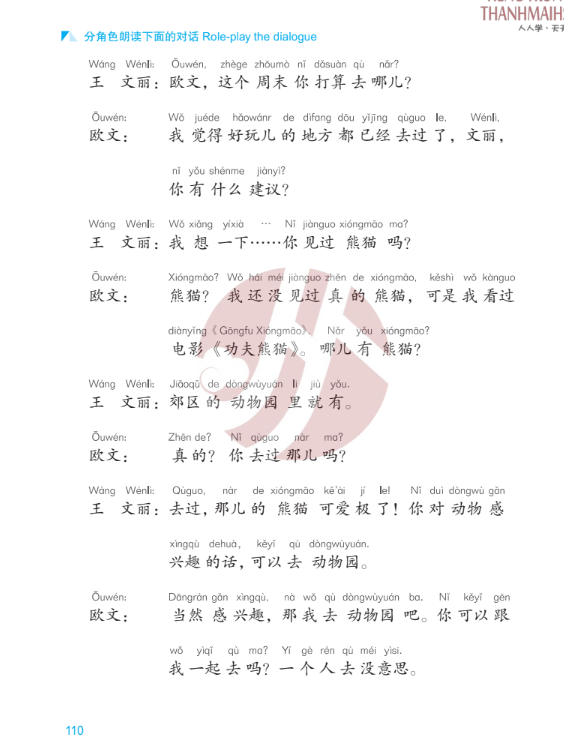 THANHMAIHS
人人学·天天
分角色朗读下面的对话 Role-play the dialogue
Wáng Wénlì: Ōuwén, zhège zhōumò nǐ dǎsuàn qù nǎr?
王 文丽：欧文，这个 周末 你 打算 去 哪儿？
Ōuwén: Wǒ juéde hǎowánr de dìfang dōu yǐjīng qùguo le, Wénlì,
欧文： 我 觉得 好玩儿 的 地方 都 已经 去过 了，文丽，
nǐ yǒu shénme jiànyì?
你 有 什么 建议？
Wáng Wénlì: Wǒ xiǎng yíxià … Nǐ jiànguo xióngmāo ma?
王 文丽：我 想 一下……你 见过 熊猫 吗？
Ōuwén: Xióngmāo? Wǒ hái méi jiànguo zhēn de xióngmāo, kěshì wǒ kànguo
欧文： 熊猫？ 我 还 没 见过 真 的 熊猫，可是 我 看过
diànyǐng《Gōngfu Xióngmāo》. Nǎr yǒu xióngmāo?
电影《功夫熊猫》。哪儿 有 熊猫？
Wáng Wénlì: Jiāoqū de dòngwùyuán li jiù yǒu.
王 文丽：郊区 的 动物园 里 就 有。
Ōuwén: Zhēn de? Nǐ qùguo nàr ma?
欧文： 真 的？ 你 去过 那儿 吗？
Wáng Wénlì: Qùguo, nàr de xióngmāo kě'ài jí le! Nǐ duì dòngwù gǎn
王 文丽：去过，那儿 的 熊猫 可爱 极 了！你 对 动物 感
xìngqù dehuà, kěyǐ qù dòngwùyuán.
兴趣 的话，可以 去 动物园。
Ōuwén: Dāngrán gǎn xìngqù, nà wǒ qù dòngwùyuán ba. Nǐ kěyǐ gēn
欧文： 当然 感 兴趣，那 我 去 动物园 吧。你 可以 跟
wǒ yìqǐ qù ma? Yí gè rén qù méi yìsi.
我 一起 去 吗？一 个 人 去 没 意思。
110